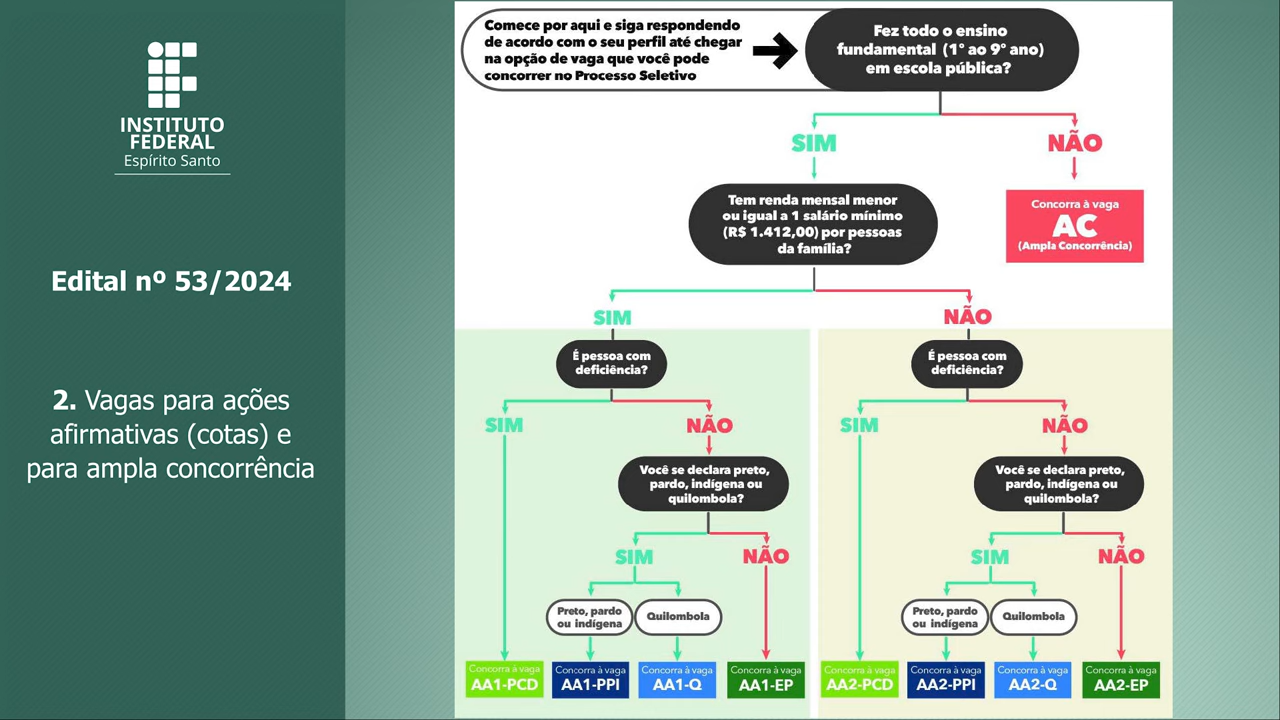 INSTITUTO
FEDERAL
Espírito Santo
Edital nº 53/2024
2. Vagas para ações
afirmativas (cotas) e
para ampla concorrência
Comece por aqui e siga respondendo
de acordo com o seu perfil até chegar
na opção de vaga que você pode
concorrer no Processo Seletivo
Fez todo o ensino
fundamental (1º ao 9º ano)
em escola pública?
SIM
NÃO
Tem renda mensal menor
ou igual a 1 salário mínimo
(R$ 1.412,00) por pessoas
da família?
Concorra à vaga
AC
(Ampla Concorrência)
SIM
NÃO
É pessoa com
deficiência?
SIM
NÃO
Você se declara preto,
pardo, indígena ou
quilombola?
SIM
NÃO
Preto, pardo
ou indígena
Quilombola
Concorra à vaga
AA1-PCD
Concorra à vaga
AA1-PPI
Concorra à vaga
AA1-Q
Concorra à vaga
AA1-EP
É pessoa com
deficiência?
SIM
NÃO
Você se declara preto,
pardo, indígena ou
quilombola?
SIM
NÃO
Preto, pardo
ou indígena
Quilombola
Concorra à vaga
AA2-PCD
Concorra à vaga
AA2-PPI
Concorra à vaga
AA2-Q
Concorra à vaga
AA2-EP